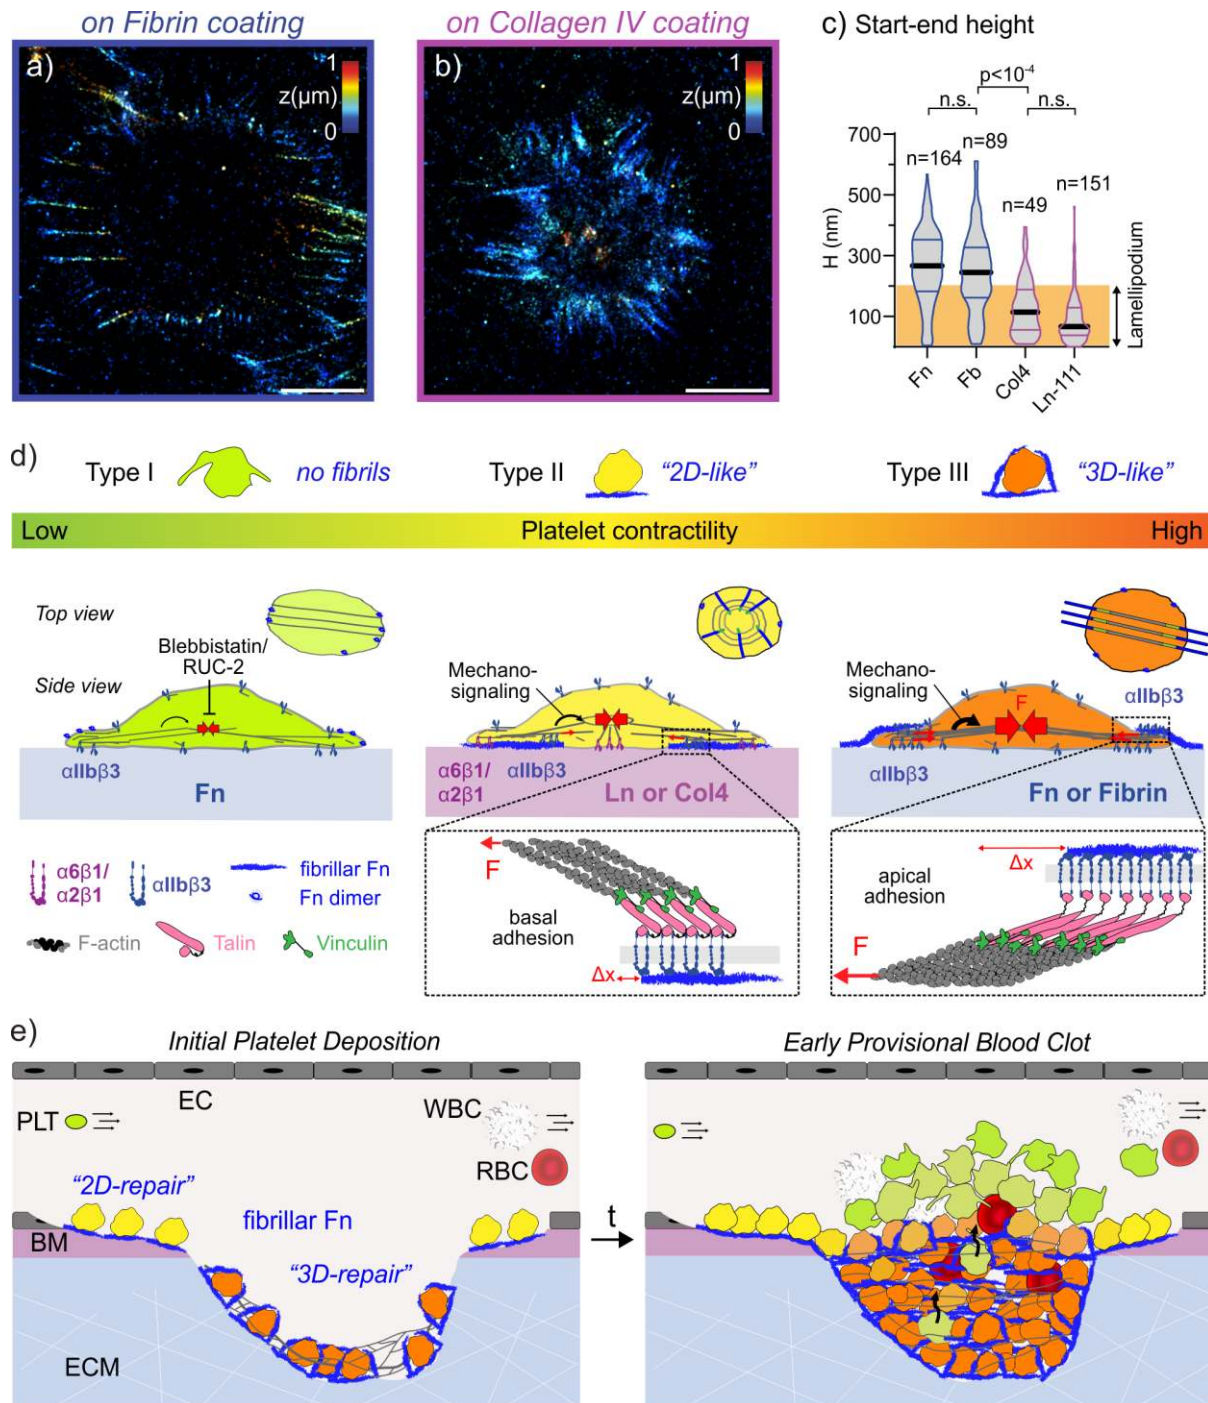 on Fibrin coating
on Collagen IV coating
c) Start-end height
a)
1
z(µm)
0
b)
1
z(µm)
0
p<10⁻⁴
n.s.
n.s.
700
500
300
100
H (nm)
n=164
n=89
n=49
n=151
Lamellipodium
Fn
Fb
Col4
Ln-111
d)
Type I
no fibrils
Type II
"2D-like"
Type III
"3D-like"
Low
Platelet contractility
High
Top view
Side view
Blebbistatin/
RUC-2
αIIbβ3
Fn
Mechano-
signaling
α6β1/
α2β1
αIIbβ3
Ln or Col4
Mechano-
signaling
F
αIIbβ3
αIIbβ3
Fn or Fibrin
α6β1/
α2β1
αIIbβ3
fibrillar Fn
Fn dimer
F-actin
Talin
Vinculin
F
basal
adhesion
Δx
Δx
apical
adhesion
F
e)
Initial Platelet Deposition
Early Provisional Blood Clot
EC
PLT
WBC
RBC
"2D-repair"
fibrillar Fn
BM
"3D-repair"
ECM
t